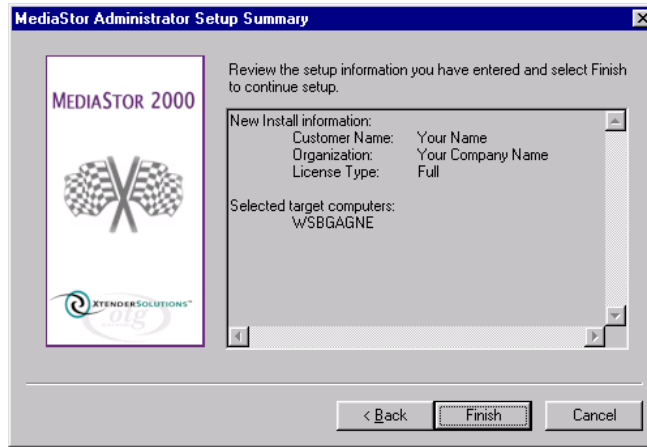 MediaStor Administrator Setup Summary
MEDIASTOR 2000
XTENDERSOLUTIONS™
otg
Review the setup information you have entered and select Finish
to continue setup.
New Install information:
Customer Name: Your Name
Organization: Your Company Name
License Type: Full
Selected target computers:
WSBGAGNE
< Back Finish Cancel